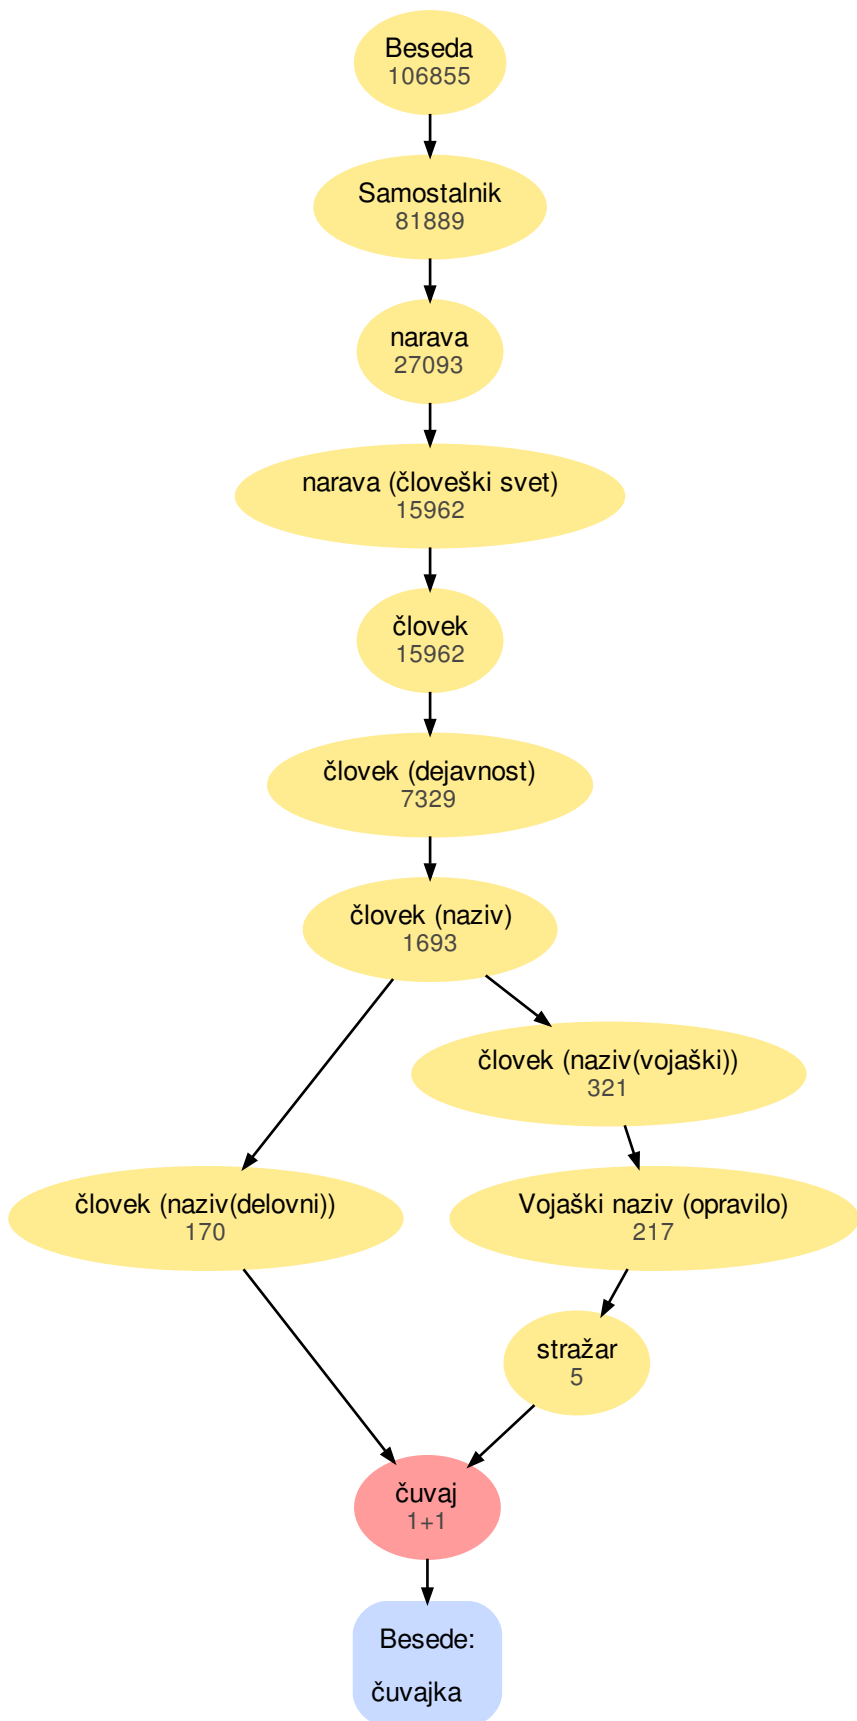 Beseda
106855
Samostalnik
81889
narava
27093
narava (človeški svet)
15962
človek
15962
človek (dejavnost)
7329
človek (naziv)
1693
človek (naziv(vojaški))
321
človek (naziv(delovni))
170
Vojaški naziv (opravilo)
217
stražar
5
čuvaj
1+1
Besede:
čuvajka